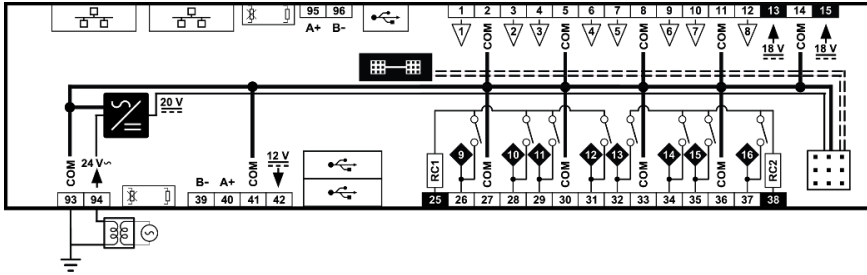 95 96
A+ B-
1 2 3 4 5 6 7 8 9 10 11 12 13 14 15
1 COM 2 3 COM 4 5 COM 6 7 COM 8 18 V COM 18 V
20 V
24 V~
COM
COM
12 V
B- A+
RC1 9 COM 10 11 COM 12 13 COM 14 15 COM 16 RC2
93 94 39 40 41 42 25 26 27 28 29 30 31 32 33 34 35 36 37 38